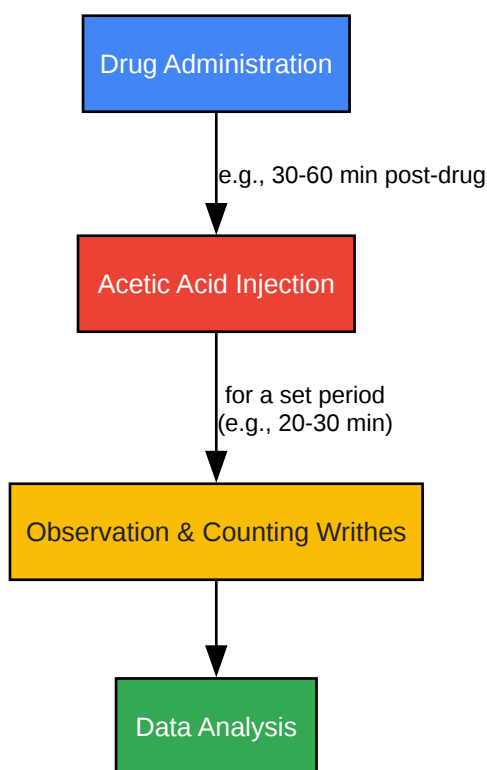 Drug Administration
e.g., 30-60 min post-drug
Acetic Acid Injection
for a set period
(e.g., 20-30 min)
Observation & Counting Writhes
Data Analysis